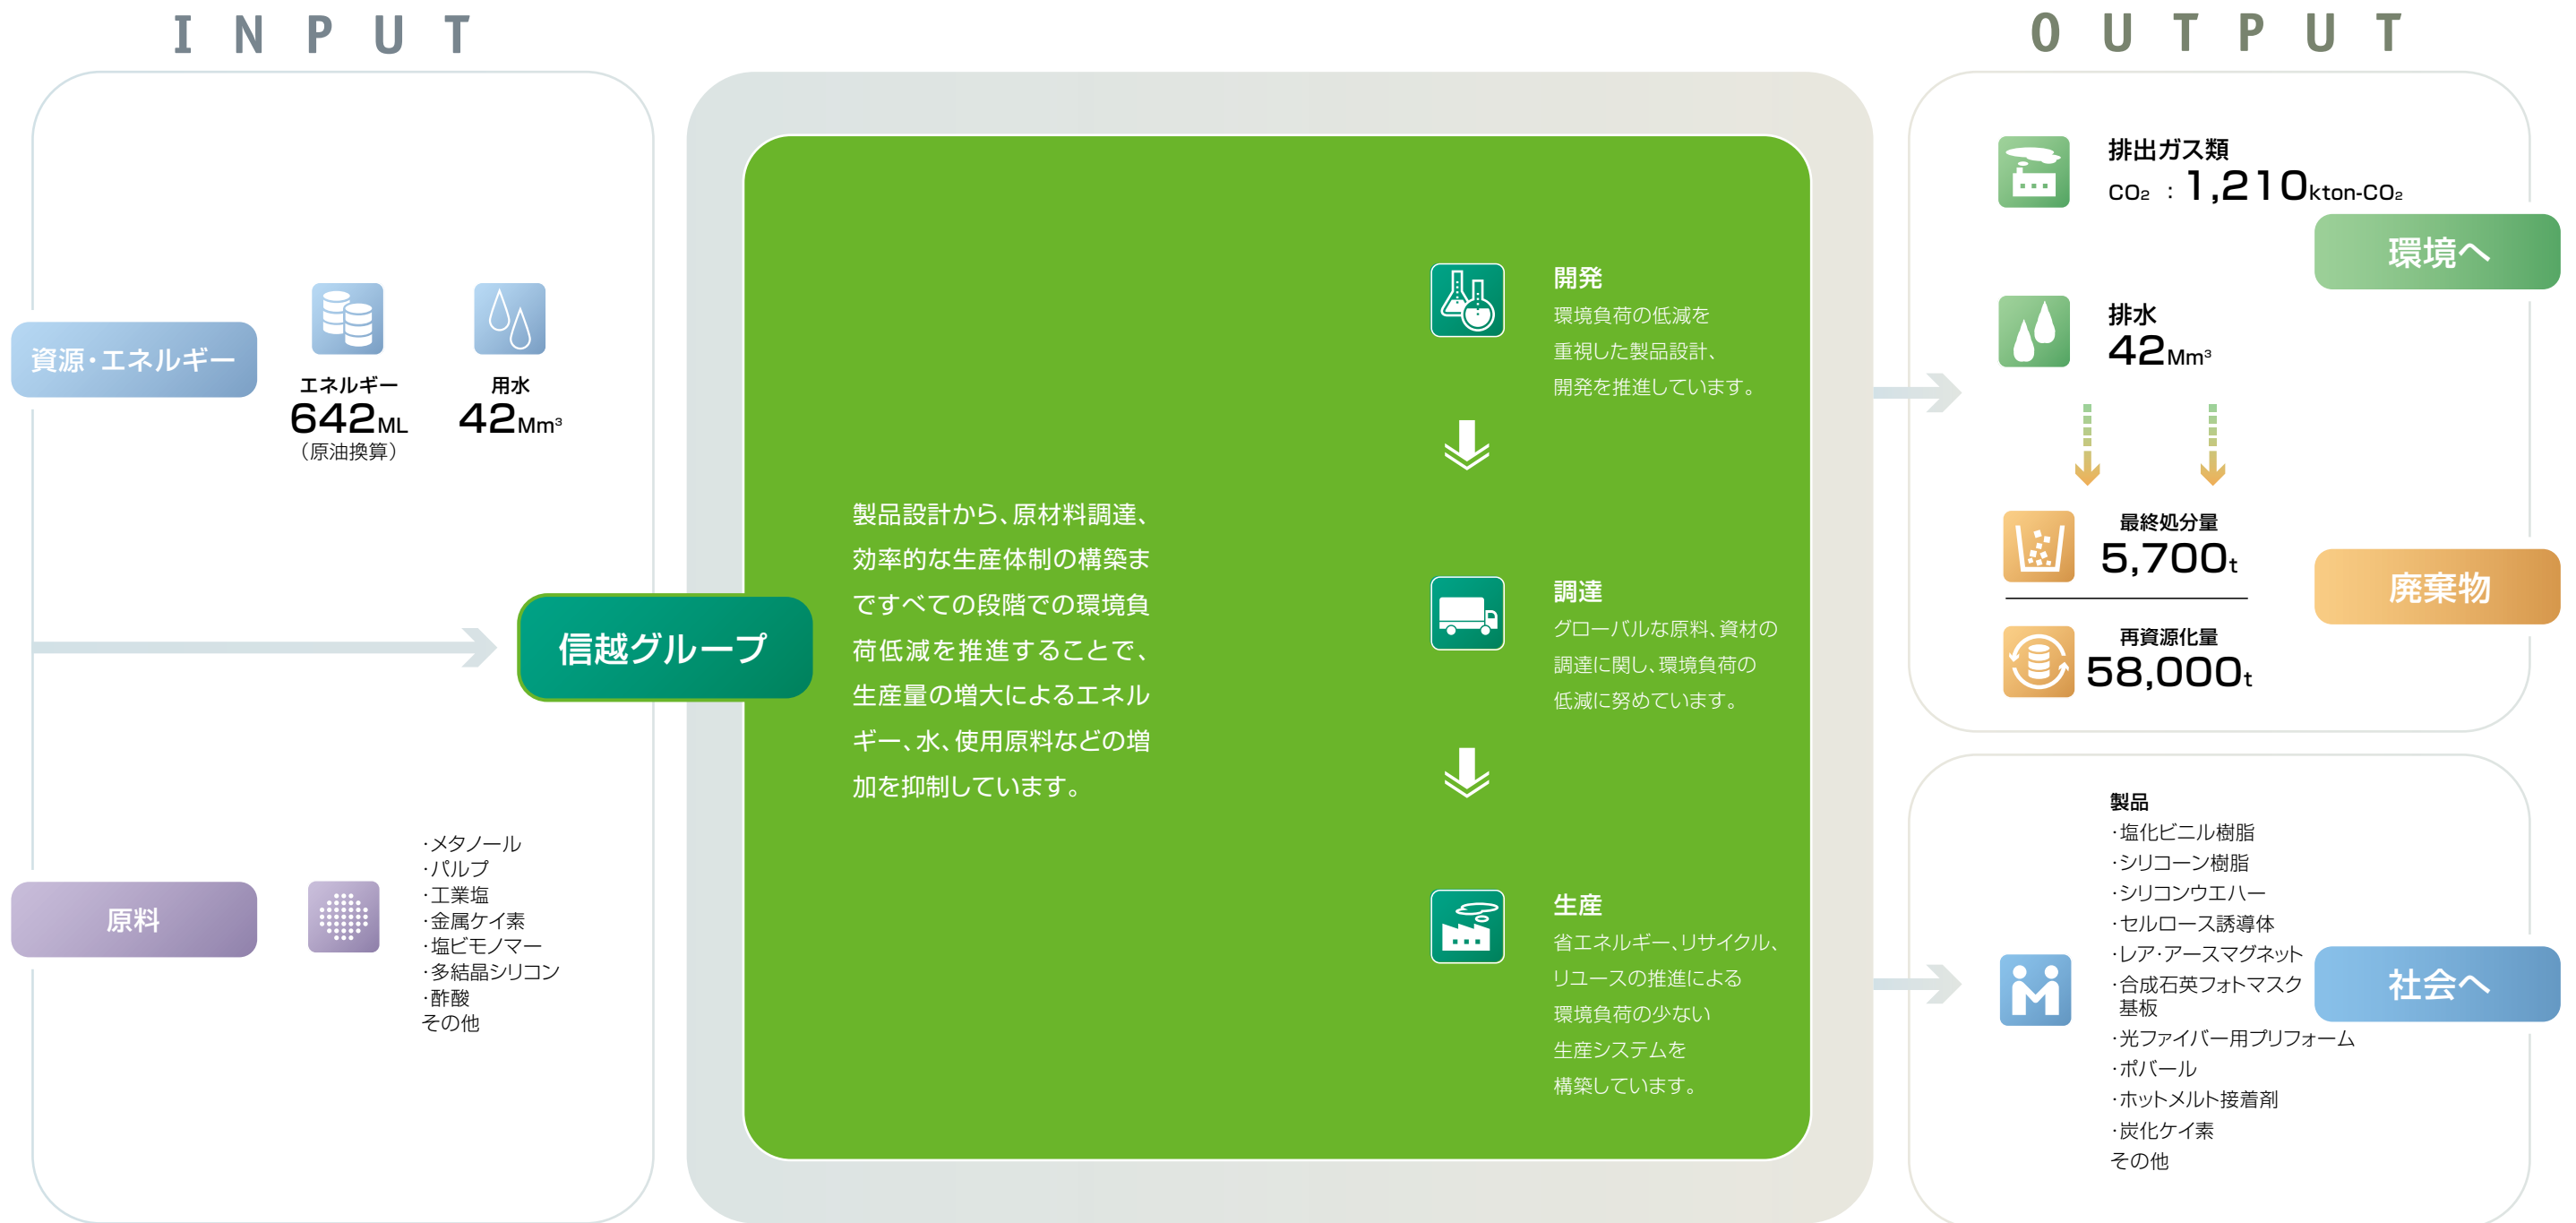 INPUT
資源・エネルギー
エネルギー
642ML
（原油換算）
用水
42Mm³
原料
・メタノール
・パルプ
・工業塩
・金属ケイ素
・塩ビモノマー
・多結晶シリコン
・酢酸
その他
信越グループ
製品設計から、原材料調達、
効率的な生産体制の構築ま
ですべての段階での環境負
荷低減を推進することで、
生産量の増大によるエネル
ギー、水、使用原料などの増
加を抑制しています。
開発
環境負荷の低減を
重視した製品設計、
開発を推進しています。
調達
グローバルな原料、資材の
調達に関し、環境負荷の
低減に努めています。
生産
省エネルギー、リサイクル、
リユースの推進による
環境負荷の少ない
生産システムを
構築しています。
OUTPUT
排出ガス類
CO₂ ：1,210kton-CO₂
環境へ
排水
42Mm³
最終処分量
5,700t
廃棄物
再資源化量
58,000t
製品
・塩化ビニル樹脂
・シリコーン樹脂
・シリコンウエハー
・セルロース誘導体
・レア・アースマグネット
・合成石英フォトマスク
基板
社会へ
・光ファイバー用プリフォーム
・ポバール
・ホットメルト接着剤
・炭化ケイ素
その他